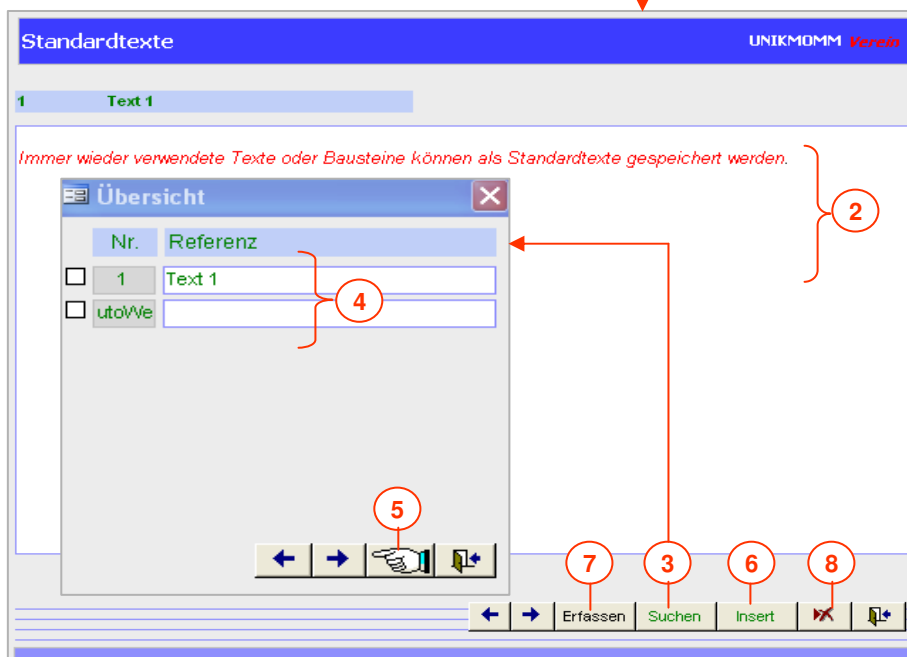 Standardtexte UNIKMOMM Verein
1 Text 1
Immer wieder verwendete Texte oder Bausteine können als Standardtexte gespeichert werden.
2
Übersicht
Nr. Referenz
1 Text 1
4
utoWe
5
7 3 6 8
Erfassen Suchen Insert